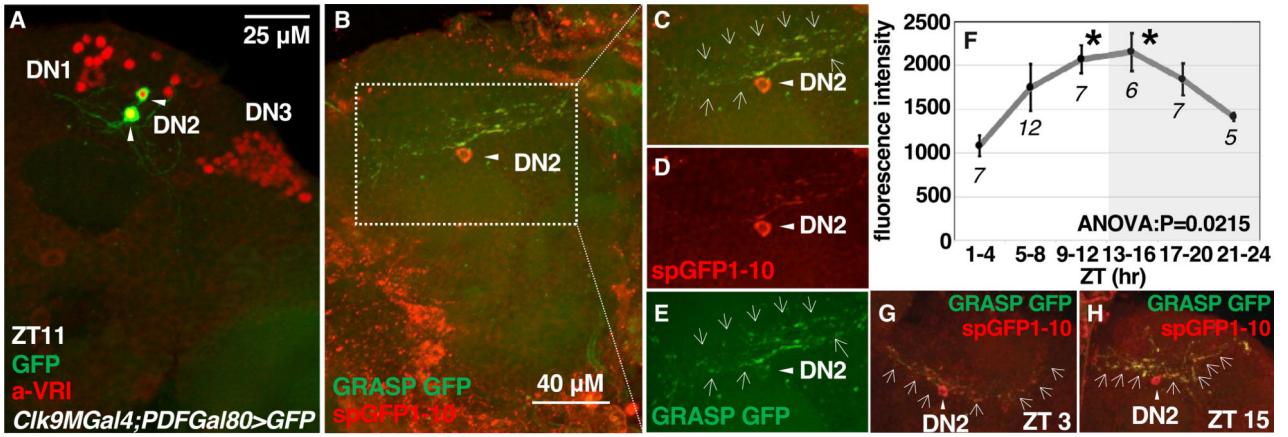 A
25 µM
DN1
DN2
DN3
ZT11
GFP
a-VRI
Clk9MGal4;PDFGal80>GFP
B
DN2
GRASP GFP
spGFP1-10
40 µM
C
DN2
D
DN2
spGFP1-10
E
DN2
GRASP GFP
F
fluorescence intensity
2500
2000
1500
1000
500
0
* *
7
12
7
6
7
5
ANOVA:P=0.0215
1-4 5-8 9-12 13-16 17-20 21-24
ZT (hr)
G
GRASP GFP
spGFP1-10
DN2
ZT 3
H
GRASP GFP
spGFP1-10
DN2
ZT 15